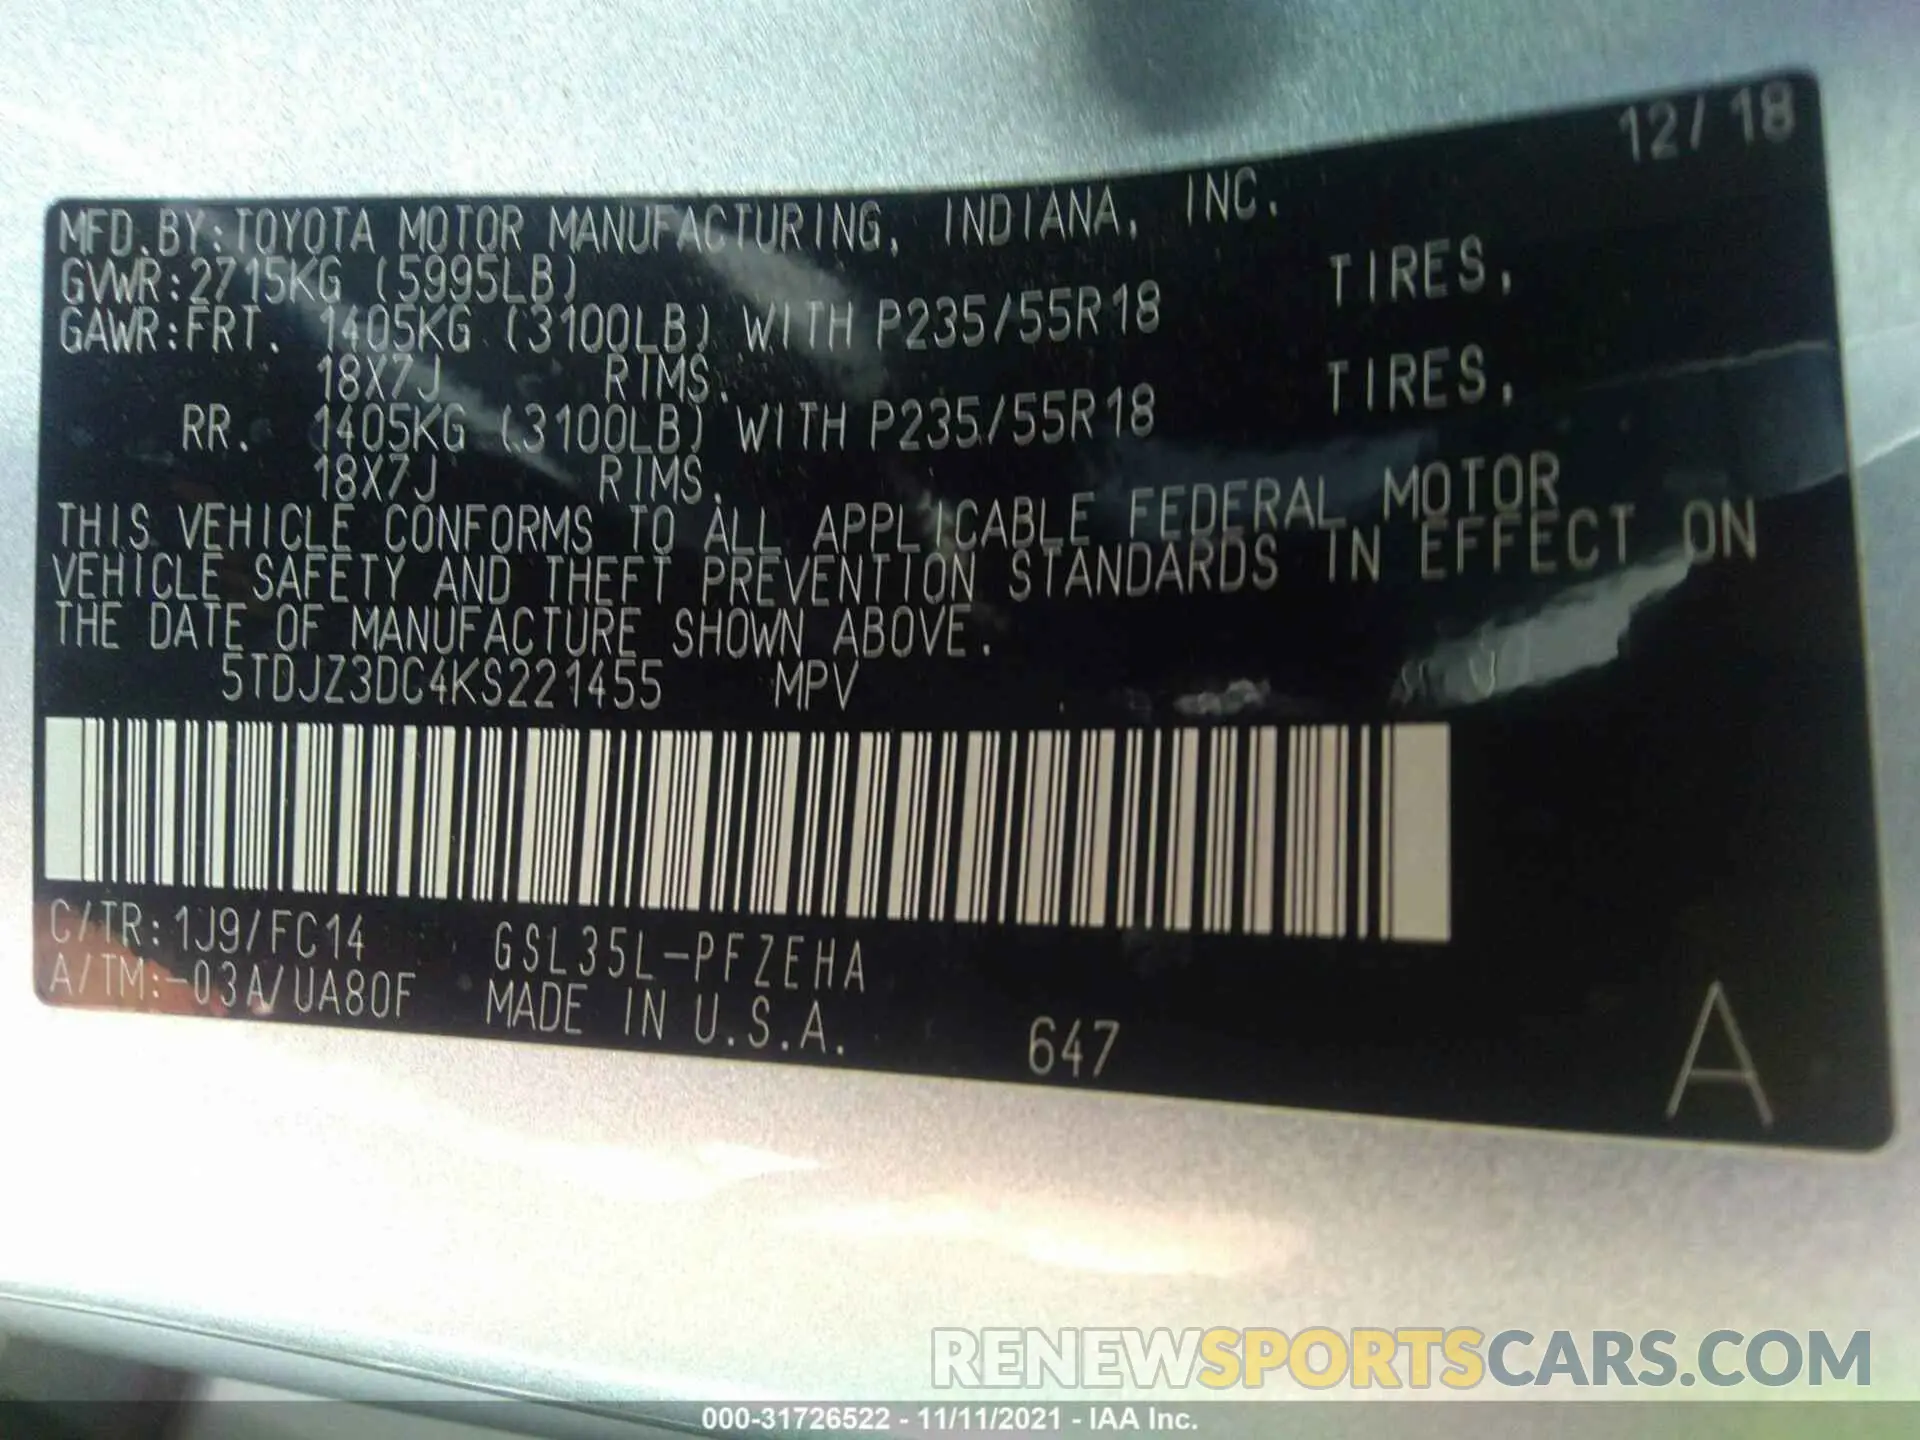 12/18
MFD.BY:TOYOTA MOTOR MANUFACTURING, INDIANA, INC.
GVWR:2715KG (5995LB)
GAWR:FRT. 1405KG (3100LB) WITH P235/55R18 TIRES,
18X7J RIMS.
RR. 1405KG (3100LB) WITH P235/55R18 TIRES,
18X7J RIMS.
THIS VEHICLE CONFORMS TO ALL APPLICABLE FEDERAL MOTOR
VEHICLE SAFETY AND THEFT PREVENTION STANDARDS IN EFFECT ON
THE DATE OF MANUFACTURE SHOWN ABOVE.
5TDJZ3DC4KS221455 MPV
C/TR:1J9/FC14 GSL35L-PFZEHA
A/TM:-03A/UA80F MADE IN U.S.A.
647
A
RENEWSPORTSCARS.COM
000-31726522 - 11/11/2021 - IAA Inc.